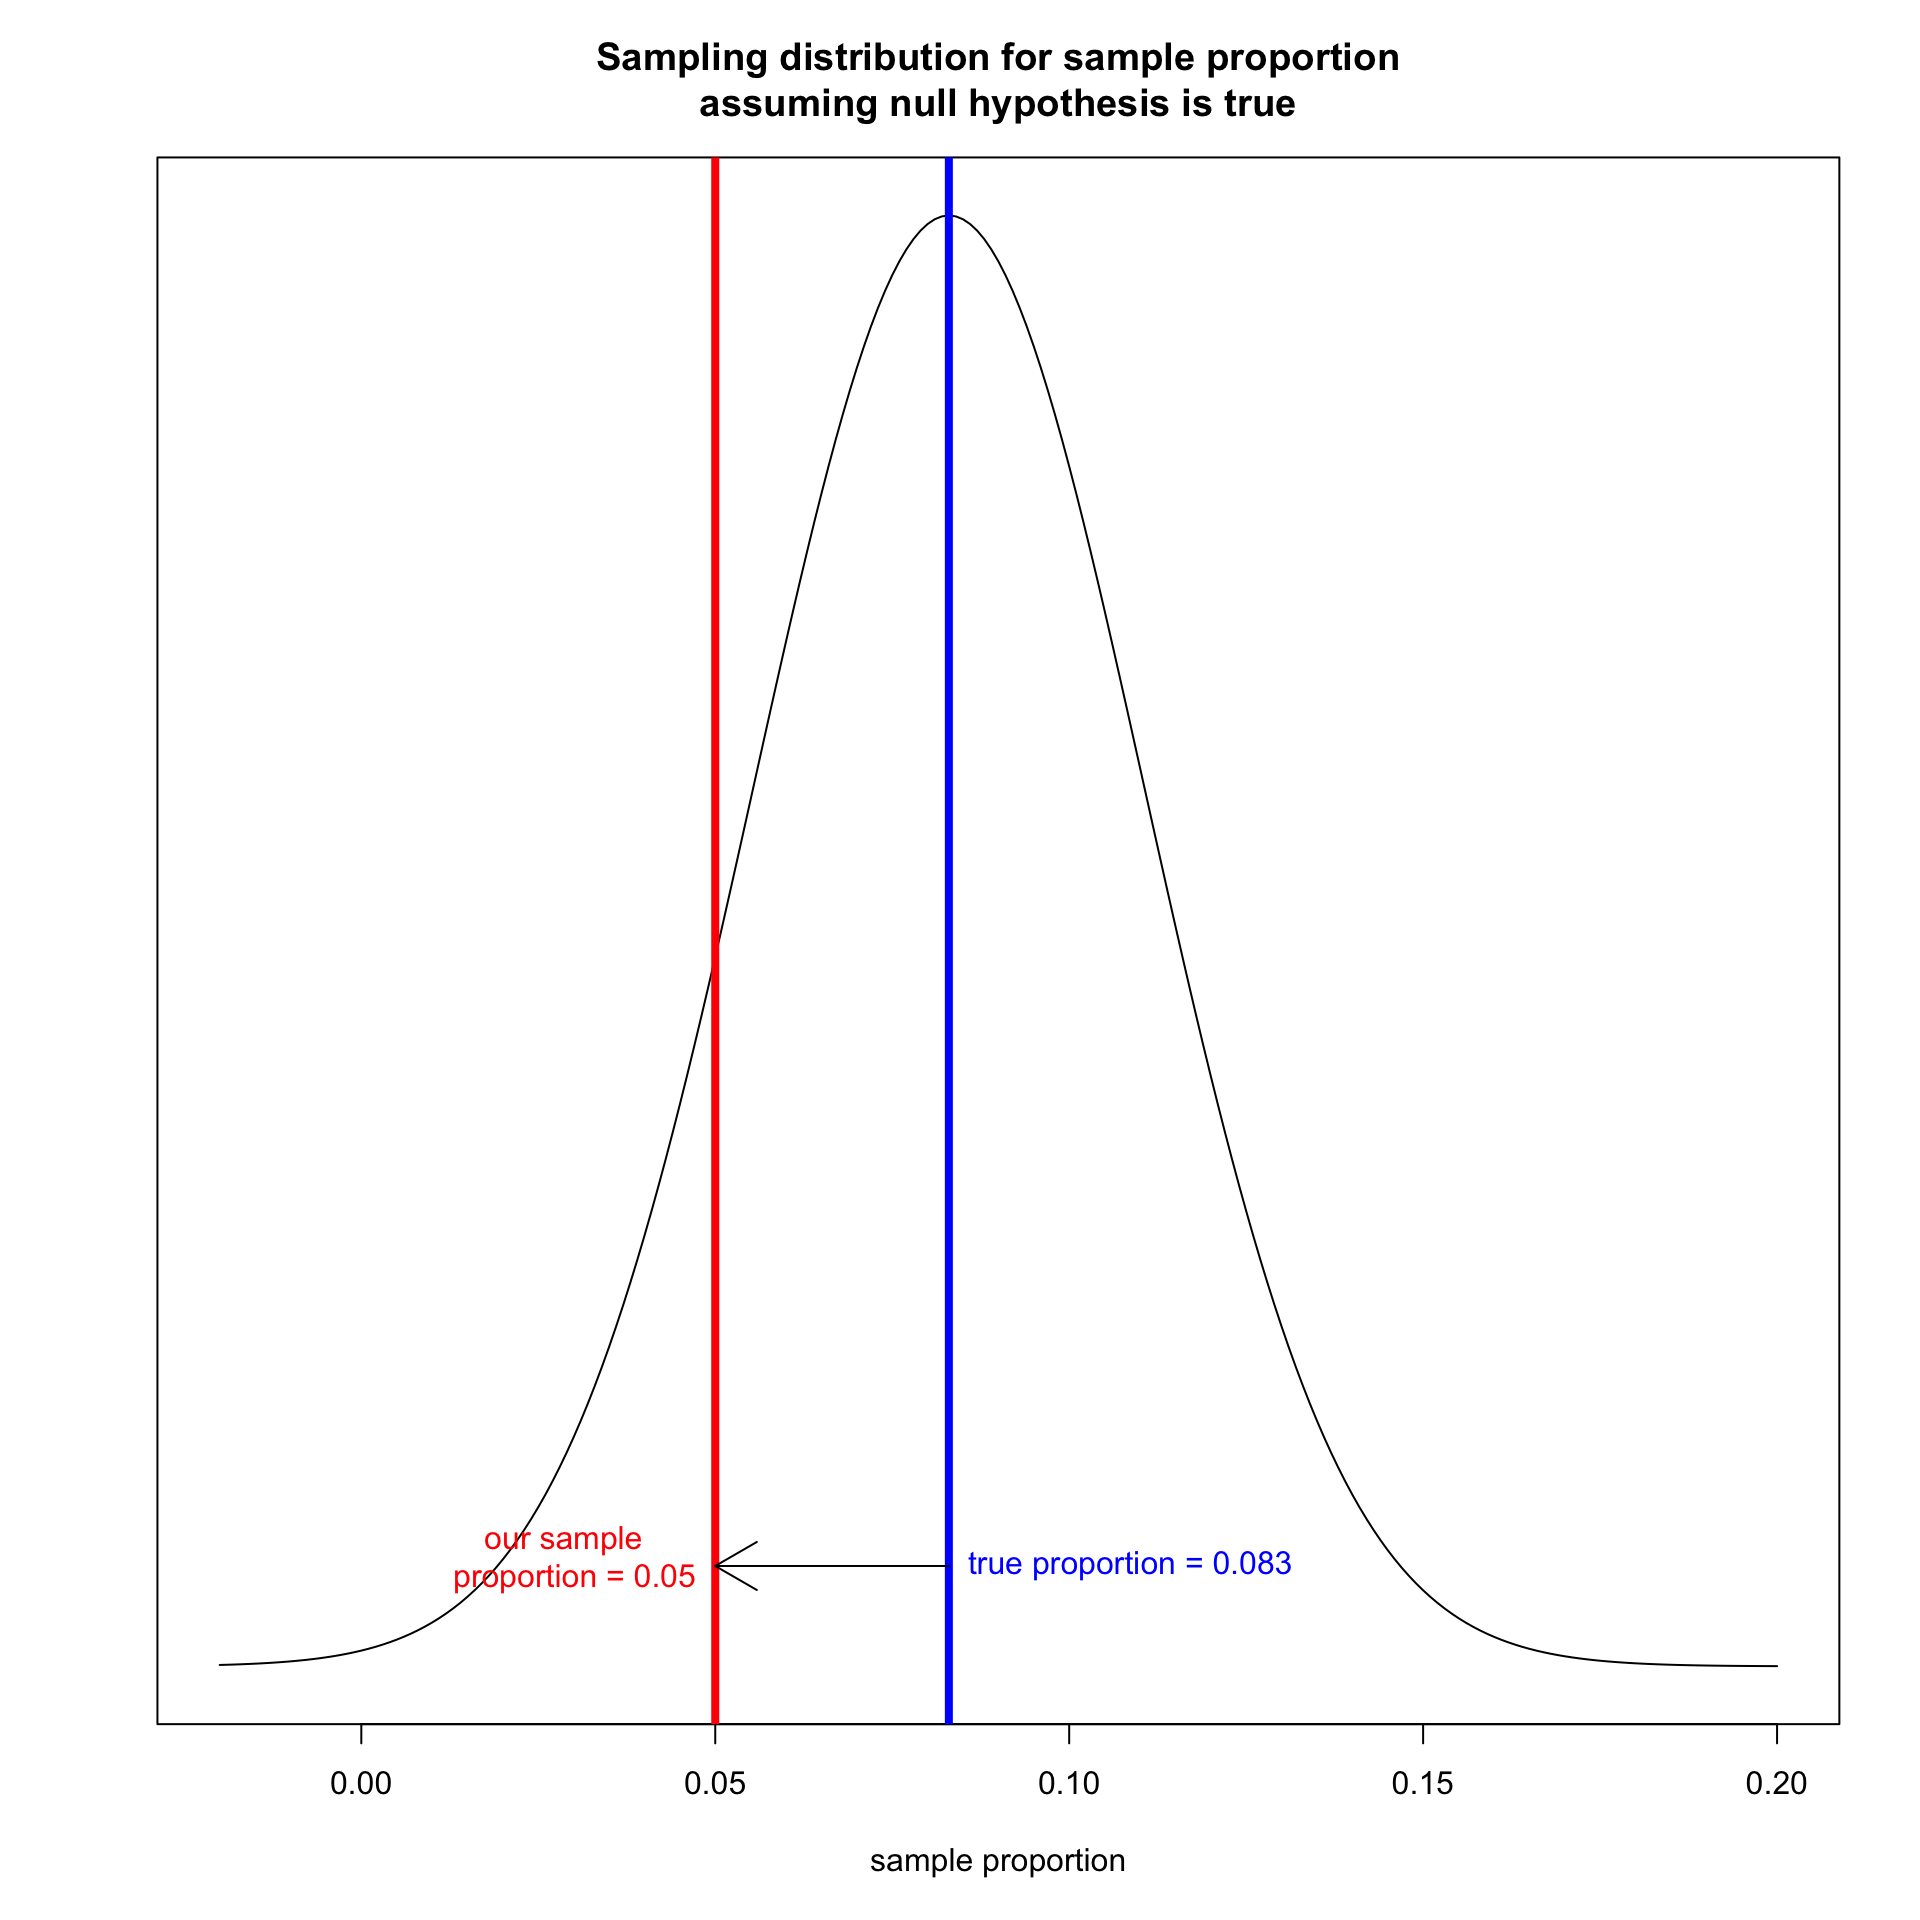 Sampling distribution for sample proportion
assuming null hypothesis is true
our sample
proportion = 0.05
true proportion = 0.083
0.00 0.05 0.10 0.15 0.20
sample proportion